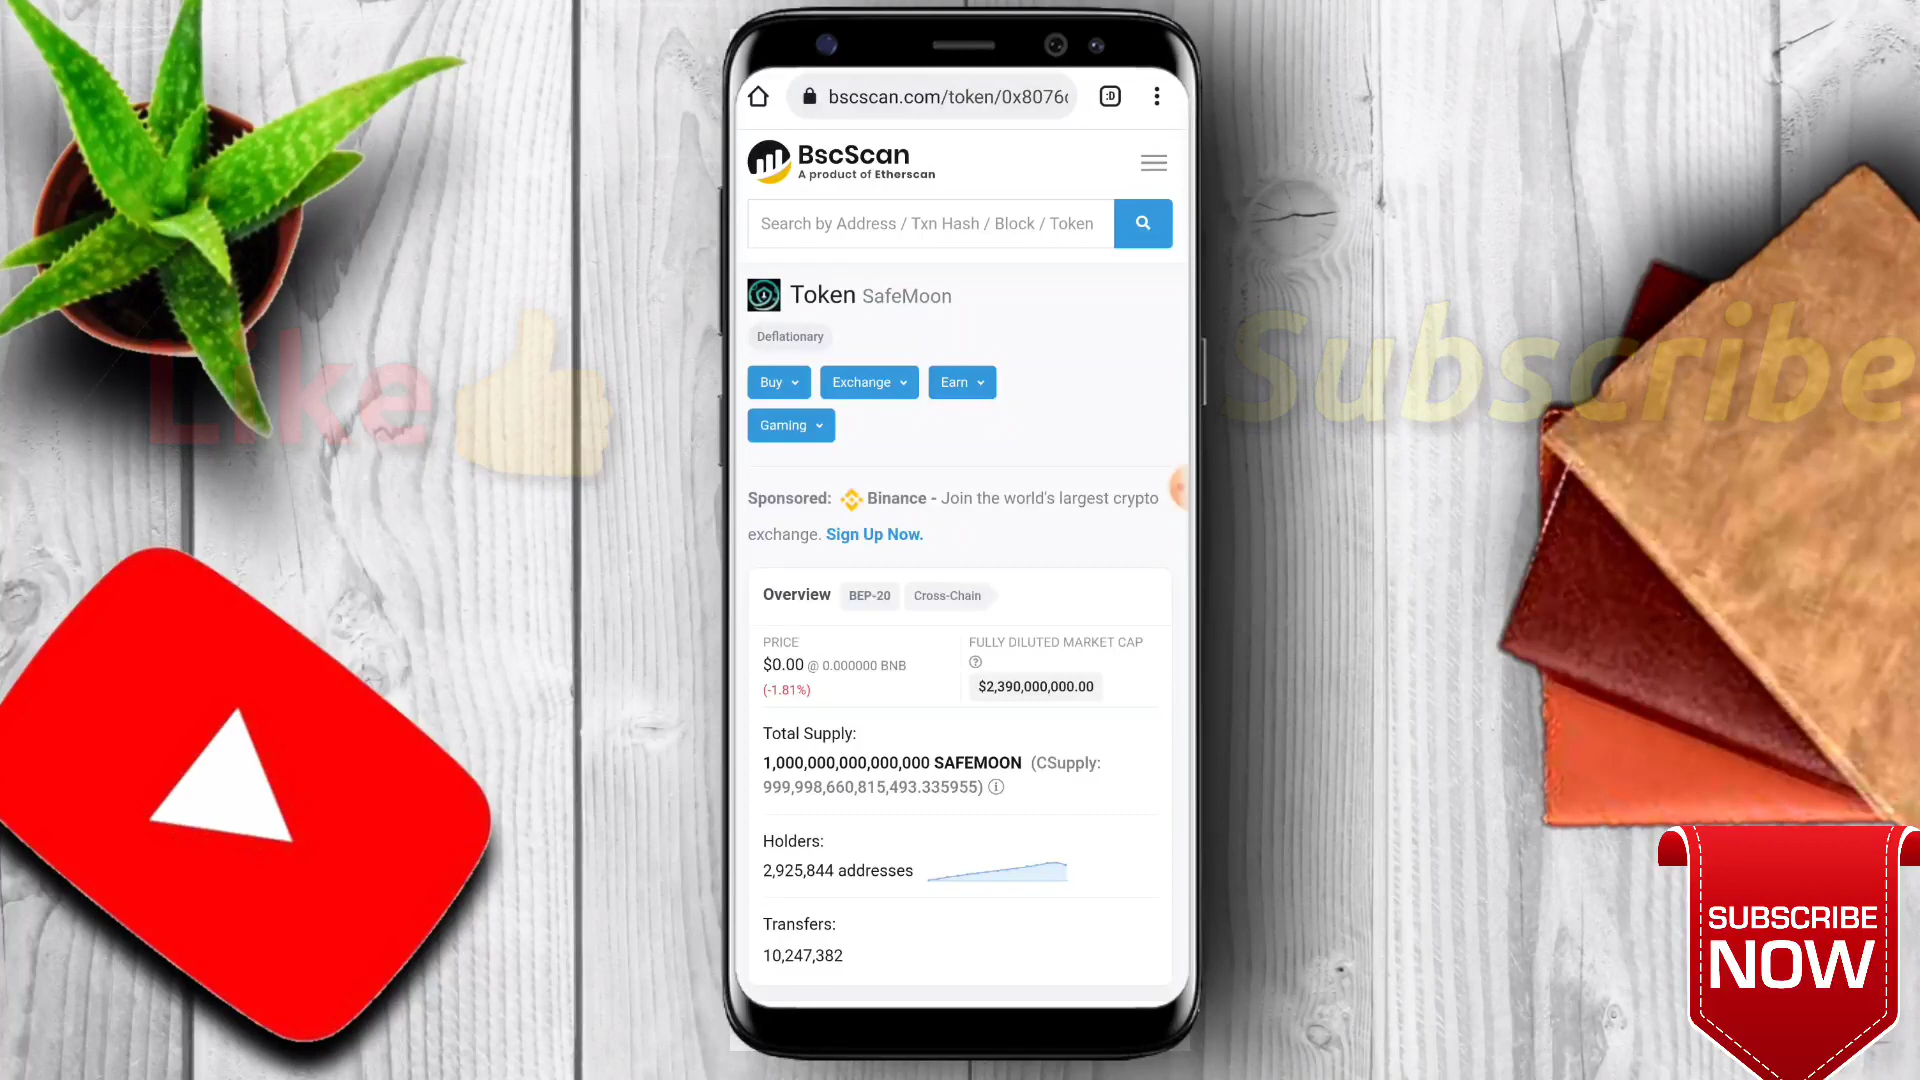 bscscan.com/token/0x8076
:D
BscScan
A product of Etherscan
Search by Address / Txn Hash / Block / Token
Token SafeMoon
Deflationary
Buy
Exchange
Earn
Gaming
Like
Subscribe
Sponsored: Binance - Join the world's largest crypto
exchange. Sign Up Now.
Overview BEP-20 Cross-Chain
PRICE
$0.00 @ 0.000000 BNB
(-1.81%)
FULLY DILUTED MARKET CAP
$2,390,000,000.00
Total Supply:
1,000,000,000,000,000 SAFEMOON (CSupply:
999,998,660,815,493.335955)
Holders:
2,925,844 addresses
Transfers:
10,247,382
SUBSCRIBE
NOW